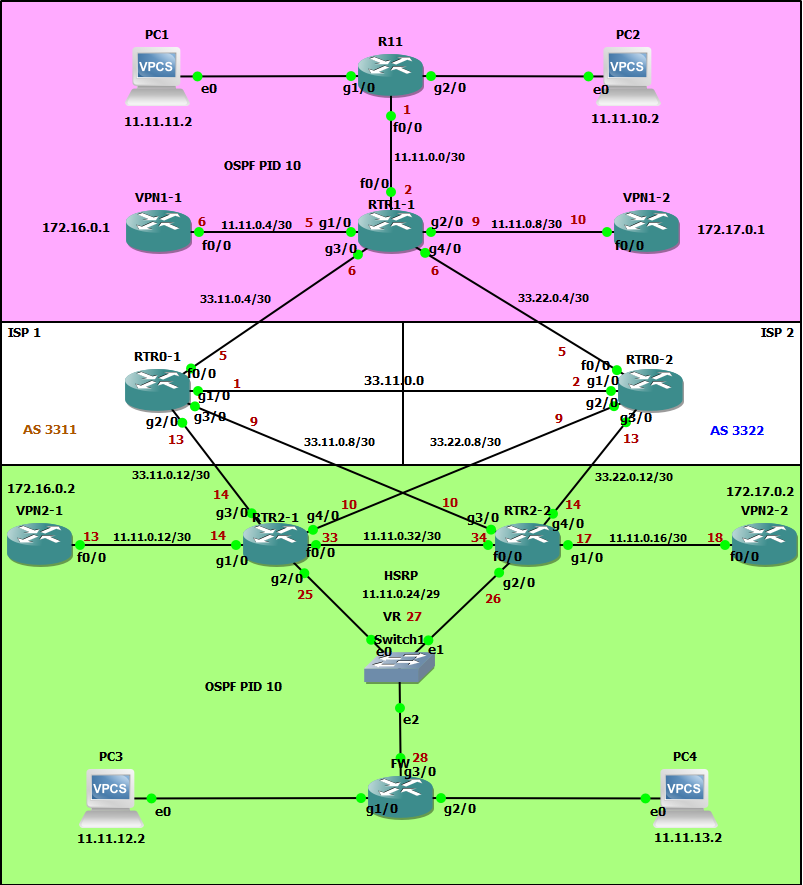 PC1
R11
PC2
VPCS
VPCS
e0
g1/0
g2/0
e0
11.11.11.2
1
11.11.10.2
f0/0
11.11.0.0/30
OSPF PID 10
f0/0
2
VPN1-1
RTR1-1
VPN1-2
172.16.0.1
6
11.11.0.4/30
5
g1/0
g2/0
9
11.11.0.8/30
10
172.17.0.1
f0/0
g3/0
g4/0
f0/0
6
6
33.11.0.4/30
33.22.0.4/30
ISP 1
ISP 2
RTR0-1
5
5
RTR0-2
f0/0
f0/0
1
33.11.0.0
2
g1/0
g1/0
g2/0
g3/0
g2/0
g3/0
AS 3311
13
9
33.11.0.8/30
33.22.0.8/30
9
13
AS 3322
33.11.0.12/30
33.22.0.12/30
172.16.0.2
172.17.0.2
VPN2-1
14
10
10
14
VPN2-2
g3/0
RTR2-1
g4/0
g3/0
RTR2-2
g4/0
13
11.11.0.12/30
14
33
11.11.0.32/30
34
17
11.11.0.16/30
18
f0/0
g1/0
f0/0
f0/0
g1/0
f0/0
g2/0
HSRP
g2/0
25
11.11.0.24/29
26
VR 27
Switch1
e0
e1
OSPF PID 10
e2
PC3
28
PC4
FW
g3/0
VPCS
VPCS
e0
g1/0
g2/0
e0
11.11.12.2
11.11.13.2